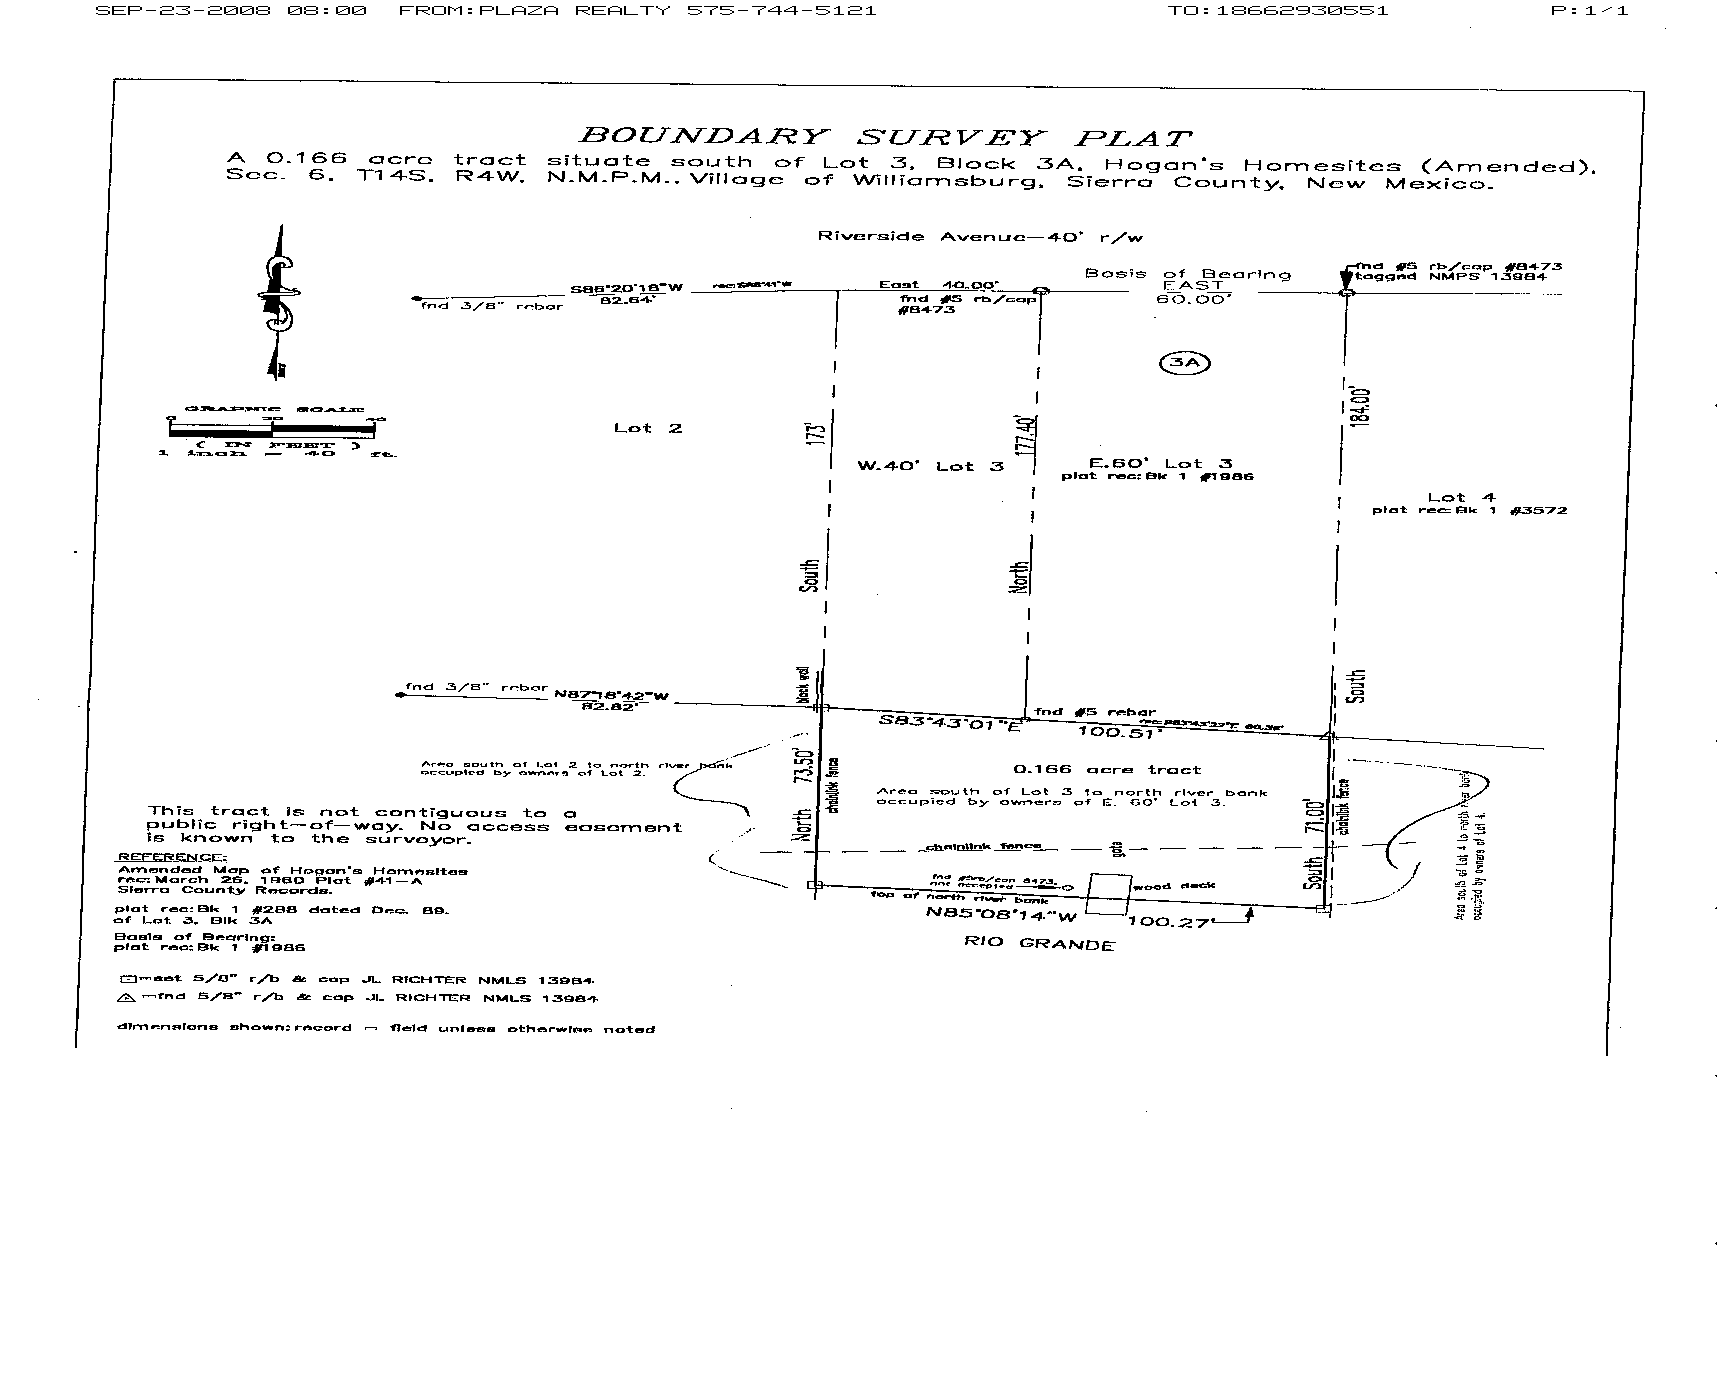 SEP-23-2008 08:00 FROM:PLAZA REALTY 575-744-5121 TO:18662930551 P:1/1
BOUNDARY SURVEY PLAT
A 0.166 acre tract situate south of Lot 3, Block 3A, Hogan's Homesites (Amended),
Sec. 6, T14S, R4W, N.M.P.M., Village of Williamsburg, Sierra County, New Mexico.
Riverside Avenue-40' r/w
fnd #5 rb/cap #8473
tagged NMPS 13984
Basis of Bearing
EAST
60.00'
East 40.00'
fnd #5 rb/cap
#8473
S86°20'18"W
82.64'
fnd 3/8" rebar
3A
GRAPHIC SCALE
( IN FEET )
1 inch = 40 ft.
Lot 2
173'
South
W.40' Lot 3
177.40'
North
E.60' Lot 3
plat rec:Bk 1 #1986
184.00'
South
Lot 4
plat rec:Bk 1 #3572
block wall
fnd 3/8" rebar
N87°18'42"W
82.82'
S83°43'01"E
fnd #5 rebar
100.51'
Area south of Lot 2 to north river bank
occupied by owners of Lot 2.
North 73.50'
chainlink fence
0.166 acre tract
Area south of Lot 3 to north river bank
occupied by owners of E. 60' Lot 3.
South 71.00'
chainlink fence
Area south of Lot 4 to north river bank
occupied by owners of Lot 4.
chainlink fence
gate
This tract is not contiguous to a
public right-of-way. No access easement
is known to the surveyor.
fnd #5rb/cap 8473,
not accepted
wood deck
top of north river bank
N85°08'14"W
100.27'
RIO GRANDE
REFERENCE:
Amended Map of Hogan's Homesites
rec:March 25, 1960 Plat #41-A
Sierra County Records.
plat rec:Bk 1 #288 dated Dec. 89.
of Lot 3, Blk 3A
Basis of Bearing:
plat rec:Bk 1 #1986
-set 5/8" r/b & cap JL RICHTER NMLS 13984
-fnd 5/8" r/b & cap JL RICHTER NMLS 13984
dimensions shown:record - field unless otherwise noted